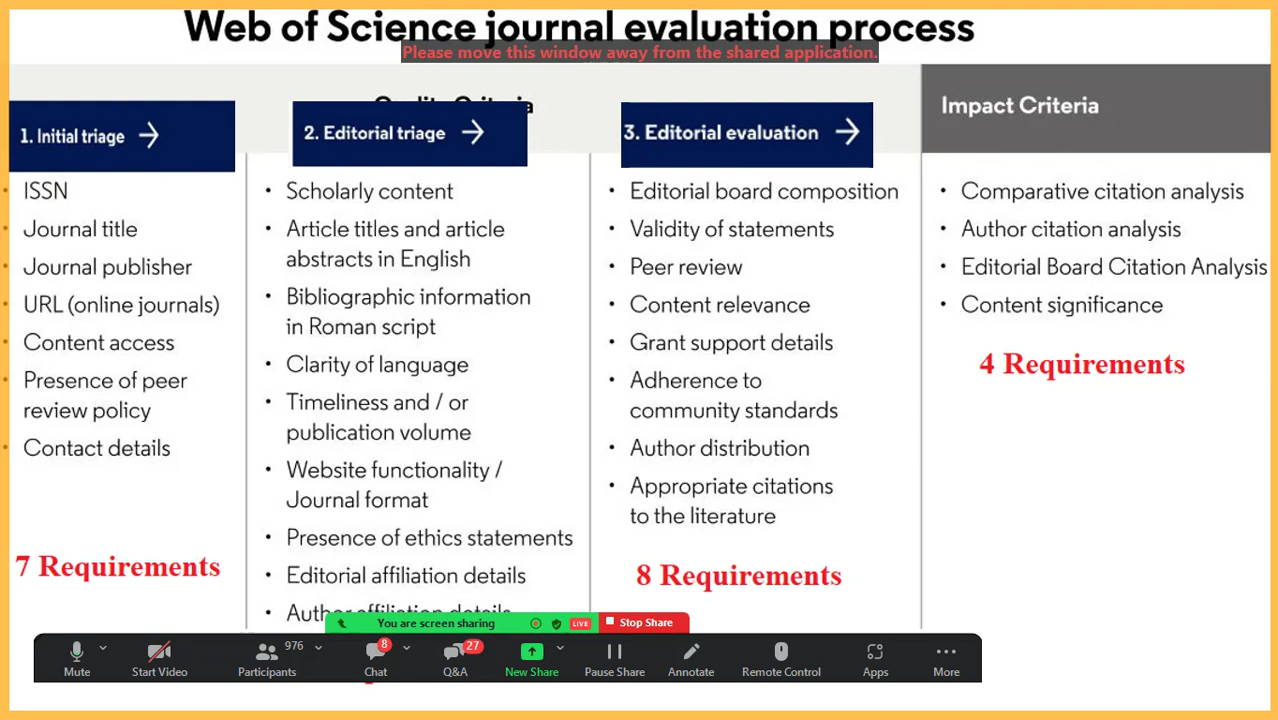 Web of Science journal evaluation process
Please move this window away from the shared application.
Quality Criteria
Impact Criteria
1. Initial triage →
ISSN
Journal title
Journal publisher
URL (online journals)
Content access
Presence of peer
review policy
Contact details
7 Requirements
2. Editorial triage →
• Scholarly content
• Article titles and article
abstracts in English
• Bibliographic information
in Roman script
• Clarity of language
• Timeliness and / or
publication volume
• Website functionality /
Journal format
• Presence of ethics statements
• Editorial affiliation details
• Author affiliation details
3. Editorial evaluation →
• Editorial board composition
• Validity of statements
• Peer review
• Content relevance
• Grant support details
• Adherence to
community standards
• Author distribution
• Appropriate citations
to the literature
8 Requirements
• Comparative citation analysis
• Author citation analysis
• Editorial Board Citation Analysis
• Content significance
4 Requirements
You are screen sharing
LIVE
Stop Share
976
8
27
Mute
Start Video
Participants
Chat
Q&A
New Share
Pause Share
Annotate
Remote Control
Apps
More